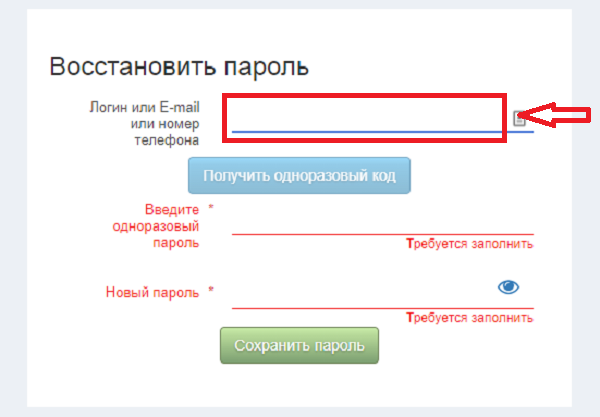 Восстановить пароль
Логин или E-mail
или номер
телефона
Получить одноразовый код
Введите *
одноразовый
пароль
Требуется заполнить
Новый пароль *
Требуется заполнить
Сохранить пароль